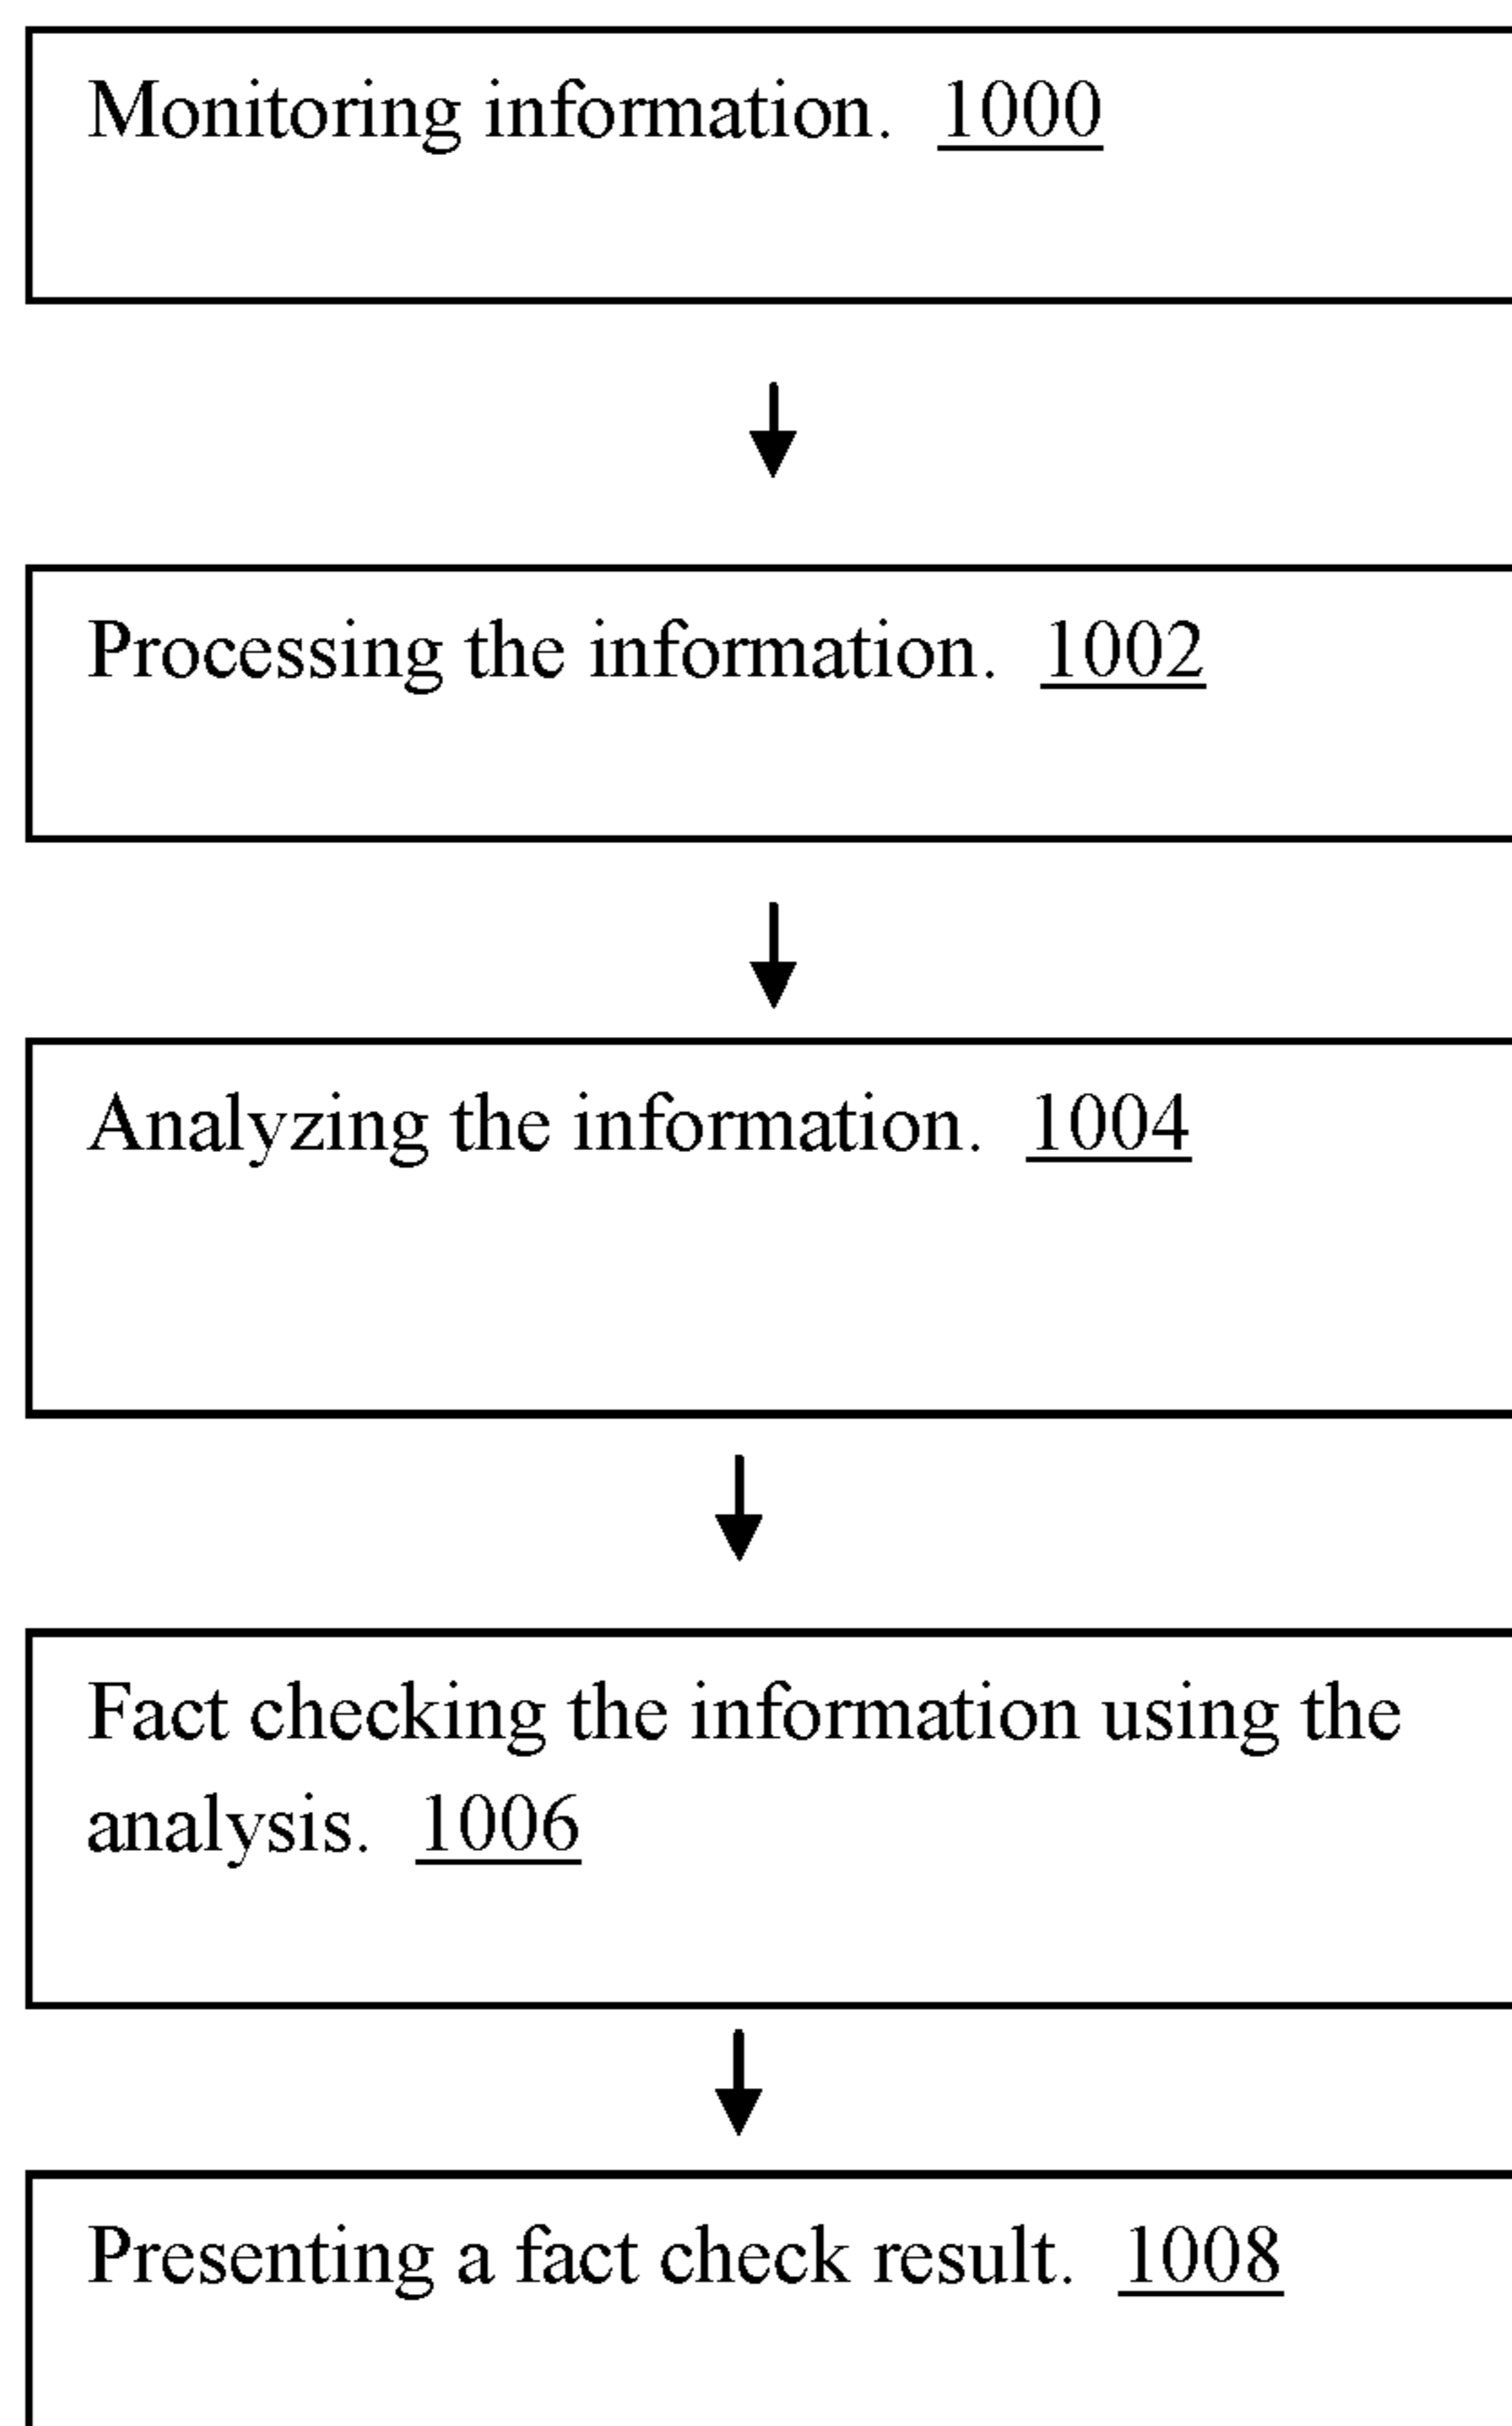 Monitoring information. 1000
Processing the information. 1002
Analyzing the information. 1004
Fact checking the information using the
analysis. 1006
Presenting a fact check result. 1008